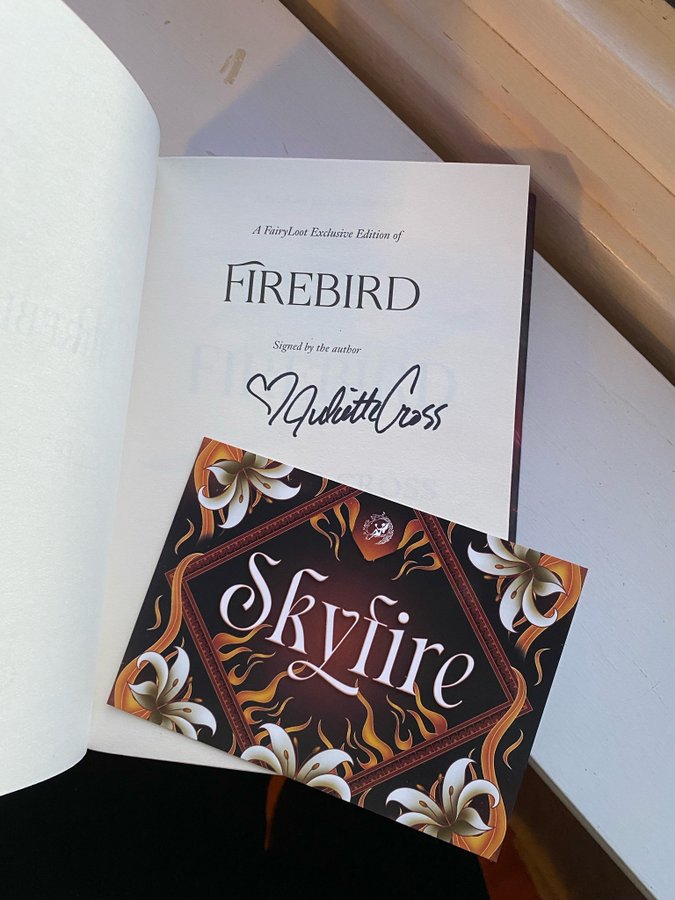 A FairyLoot Exclusive Edition of
FIREBIRD
Signed by the author
Juliette Cross
Skyfire